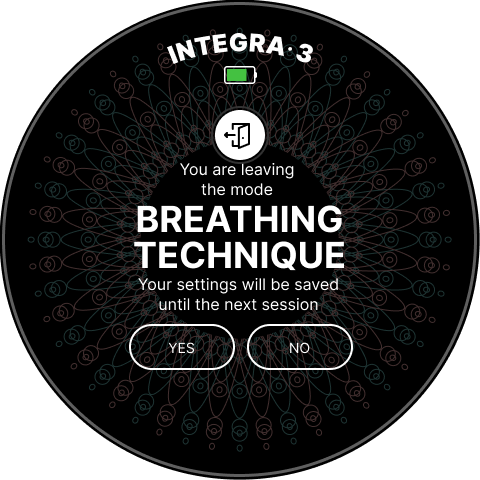 INTEGRA·3
You are leaving
the mode
BREATHING
TECHNIQUE
Your settings will be saved
until the next session
YES
NO